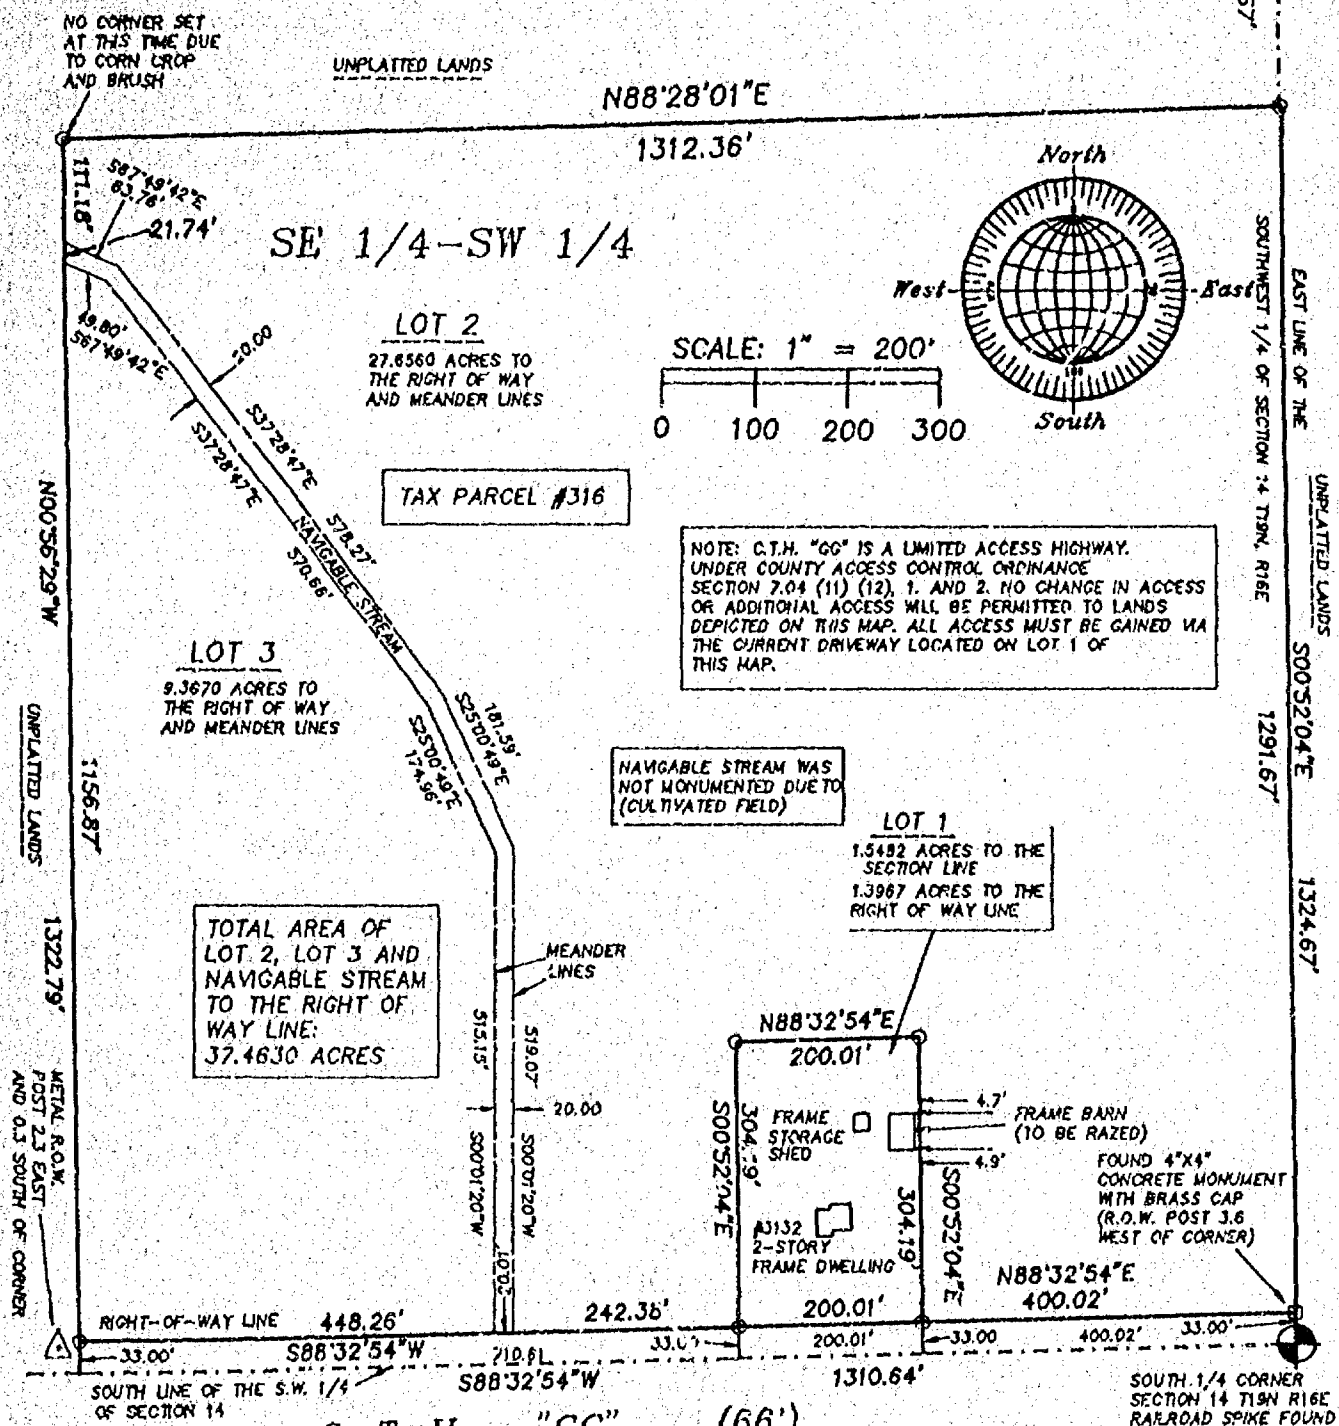 NO CORNER SET
AT THIS TIME DUE
TO CORN CROP
AND BRUSH
UNPLATTED LANDS
N88°28'01"E
1312.36'
S67°49'42"E
63.76'
21.74'
SE 1/4-SW 1/4
North
West
East
South
LOT 2
27.6560 ACRES TO
THE RIGHT OF WAY
AND MEANDER LINES
SCALE: 1" = 200'
0 100 200 300
49.80'
S67°49'42"E
20.00
S37°28'47"E
S37°28'47"E
578.27'
NAVIGABLE STREAM
570.66'
TAX PARCEL #316
EAST LINE OF THE
SOUTHWEST 1/4 OF SECTION 14 T19N, R16E
UNPLATTED LANDS
S00°52'04"E
1291.67'
1324.67'
NOTE: C.T.H. "GG" IS A LIMITED ACCESS HIGHWAY.
UNDER COUNTY ACCESS CONTROL ORDINANCE
SECTION 7.04 (11) (12), 1. AND 2. NO CHANGE IN ACCESS
OR ADDITIONAL ACCESS WILL BE PERMITTED TO LANDS
DEPICTED ON THIS MAP. ALL ACCESS MUST BE GAINED VIA
THE CURRENT DRIVEWAY LOCATED ON LOT 1 OF
THIS MAP.
N00°56'29"W
LOT 3
9.3670 ACRES TO
THE RIGHT OF WAY
AND MEANDER LINES
181.59'
S25°00'49"E
S25°00'49"E
174.96'
UNPLATTED LANDS
1156.87'
1322.79'
NAVIGABLE STREAM WAS
NOT MONUMENTED DUE TO
(CULTIVATED FIELD)
LOT 1
1.5482 ACRES TO THE
SECTION LINE
1.3967 ACRES TO THE
RIGHT OF WAY LINE
TOTAL AREA OF
LOT 2, LOT 3 AND
NAVIGABLE STREAM
TO THE RIGHT OF
WAY LINE:
37.4630 ACRES
MEANDER
LINES
515.15'
519.07'
20.00
S00°01'20"W
S00°01'20"W
N88°32'54"E
200.01'
S00°52'04"E
304.19'
FRAME
STORAGE
SHED
4.7'
FRAME BARN
(TO BE RAZED)
4.9'
2-STORY
FRAME DWELLING
304.19'
S00°52'04"E
FOUND 4"X4"
CONCRETE MONUMENT
WITH BRASS CAP
(R.O.W. POST 3.6
WEST OF CORNER)
METAL R.O.W.
POST 2.3 EAST
AND 0.3 SOUTH OF CORNER
N88°32'54"E
400.02'
RIGHT-OF-WAY LINE 448.26'
242.38'
200.01'
33.00'
S88°32'54"W
200.01'
33.00
400.02'
33.00'
S88°32'54"W
1310.64'
SOUTH LINE OF THE S.W. 1/4
OF SECTION 14
SOUTH 1/4 CORNER
SECTION 14 T19N R16E
RAILROAD SPIKE FOUND
(66')